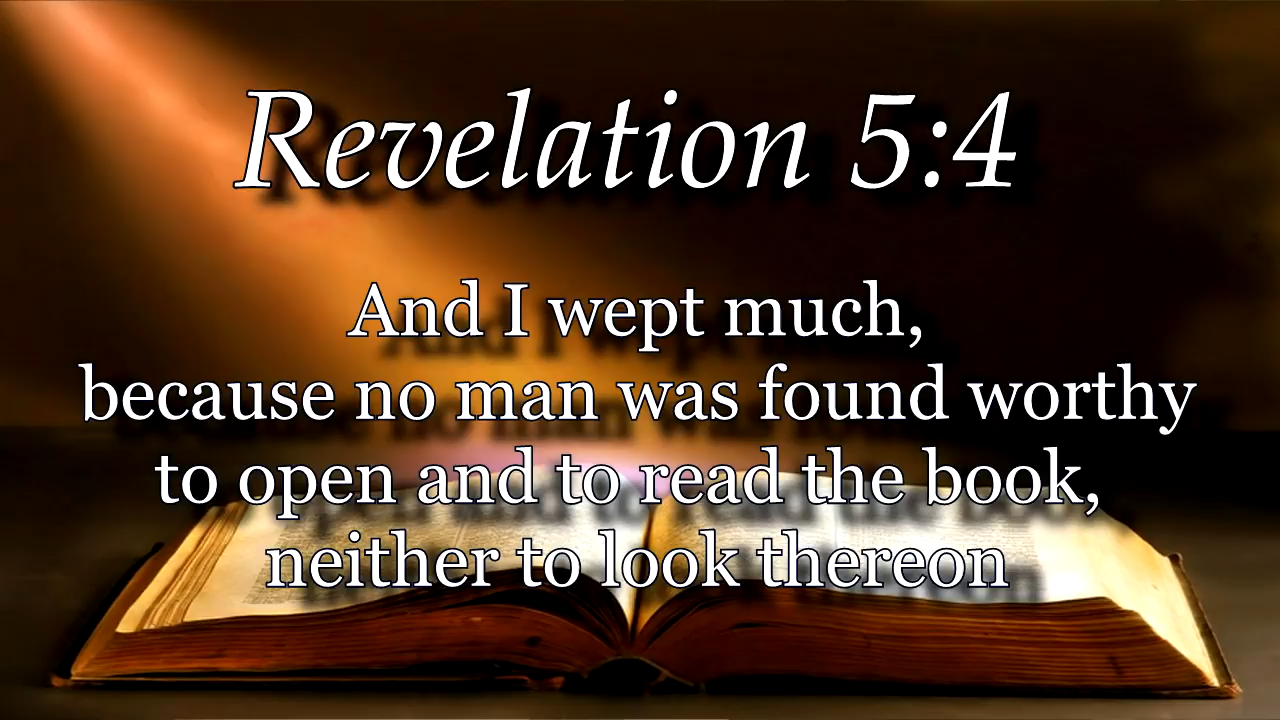 Revelation 5:4
And I wept much,
because no man was found worthy
to open and to read the book,
neither to look thereon